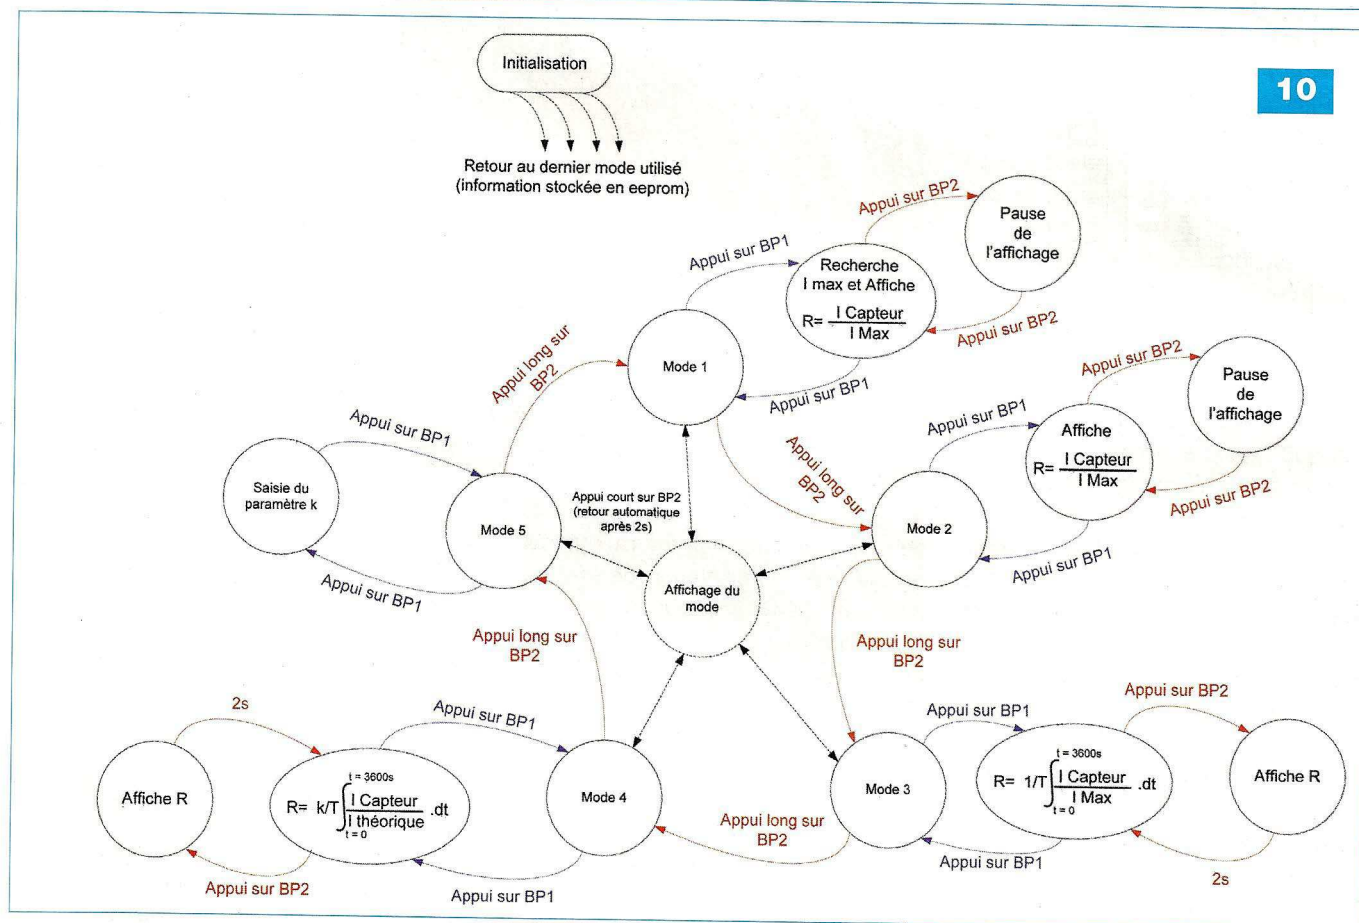 Initialisation
10
Retour au dernier mode utilisé
(information stockée en eeprom)
Appui sur BP2
Pause
de
l'affichage
Appui sur BP1
Recherche
I max et Affiche
R= I Capteur
I Max
Appui sur BP2
Appui sur BP1
Appui long sur
BP2
Mode 1
Appui sur BP2
Pause
de
l'affichage
Appui sur BP1
Affiche
R= I Capteur
I Max
Appui sur BP2
Appui sur BP1
Appui long sur
BP2
Mode 2
Appui sur BP1
Saisie du
paramètre k
Appui sur BP1
Mode 5
Appui court sur BP2
(retour automatique
après 2s)
Affichage du
mode
Appui long sur
BP2
Appui long sur
BP2
2s
Appui sur BP1
Affiche R
t = 3600s
R= k/T ∫ I Capteur .dt
I théorique
t = 0
Appui sur BP2
Appui sur BP1
Mode 4
Appui long sur
BP2
Mode 3
Appui sur BP1
Appui sur BP2
t = 3600s
R= 1/T ∫ I Capteur .dt
I Max
t = 0
Affiche R
Appui sur BP1
2s